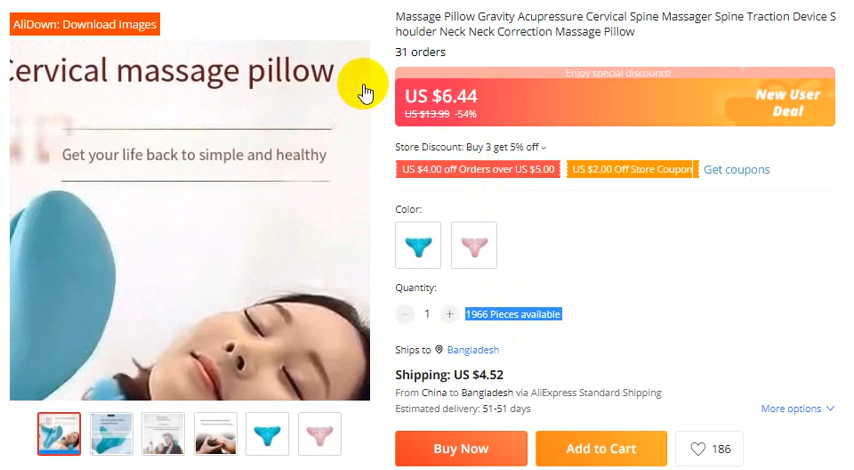 AliDown: Download Images
Cervical massage pillow
Get your life back to simple and healthy
Massage Pillow Gravity Acupressure Cervical Spine Massager Spine Traction Device S
houlder Neck Neck Correction Massage Pillow
31 orders
Enjoy special discounts!
US $6.44
US $13.99 -54%
New User
Deal
Store Discount: Buy 3 get 5% off
US $4.00 off Orders over US $5.00
US $2.00 Off Store Coupon
Get coupons
Color:
Quantity:
1
1966 Pieces available
Ships to
Bangladesh
Shipping: US $4.52
From China to Bangladesh via AliExpress Standard Shipping
Estimated delivery: 51-51 days
More options
Buy Now
Add to Cart
186